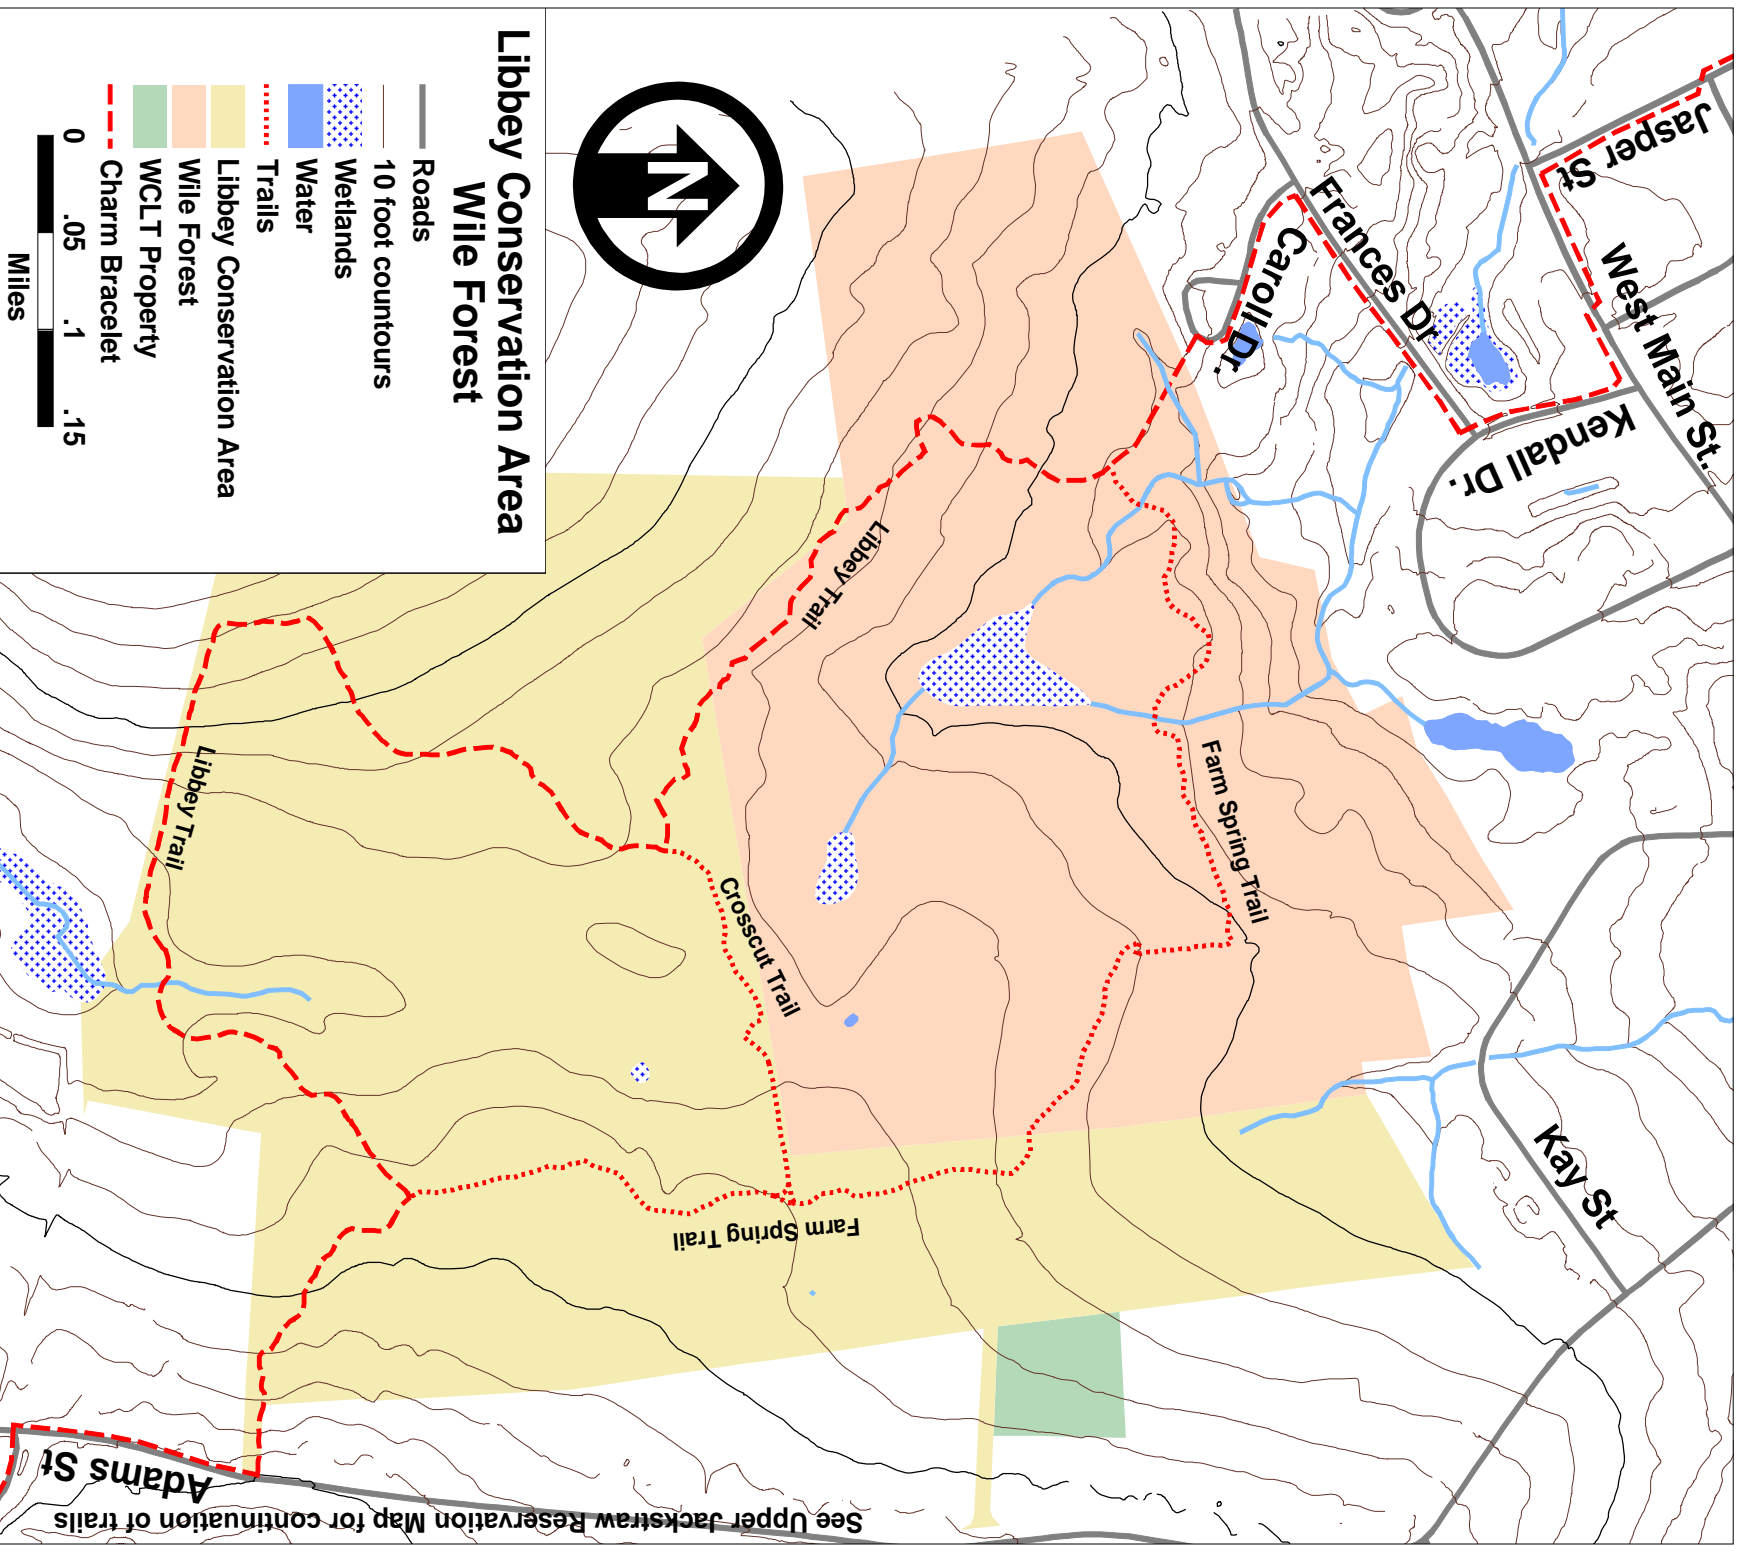 Libbey Conservation Area
Wile Forest
Roads
10 foot countours
Wetlands
Water
Trails
Libbey Conservation Area
Wile Forest
WCLT Property
Charm Bracelet
0 .05 .1 .15
Miles
N
Jasper St
West Main St.
Frances Dr
Caroll Dr.
Kendall Dr.
Libbey Trail
Farm Spring Trail
Crosscut Trail
Libbey Trail
Farm Spring Trail
Kay St
Adams St
See Upper Jackstraw Reservation Map for continuation of trails